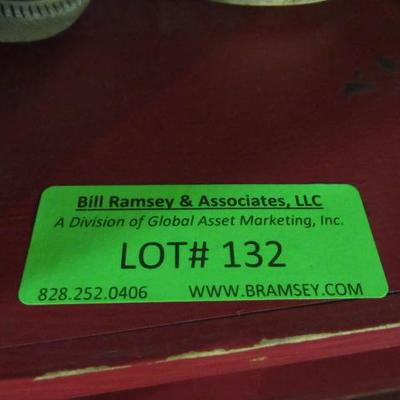 Bill Ramsey & Associates, LLC
A Division of Global Asset Marketing, Inc.
LOT# 132
828.252.0406 WWW.BRAMSEY.COM